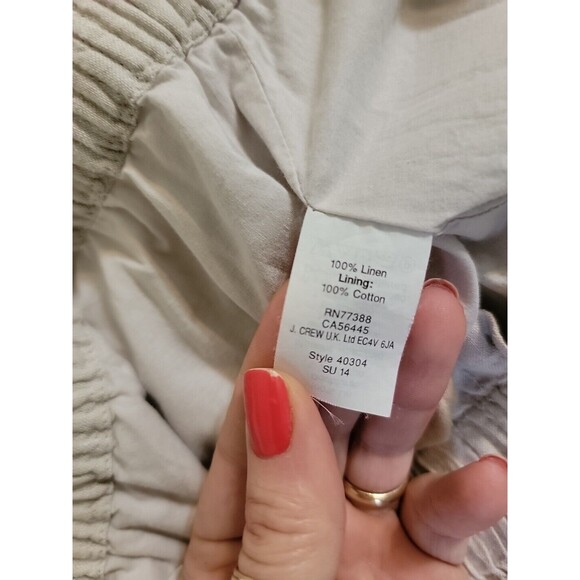 100% Linen
Lining:
100% Cotton
RN77388
CA56445
J. CREW U.K. Ltd EC4V 6JA
Style 40304
SU 14